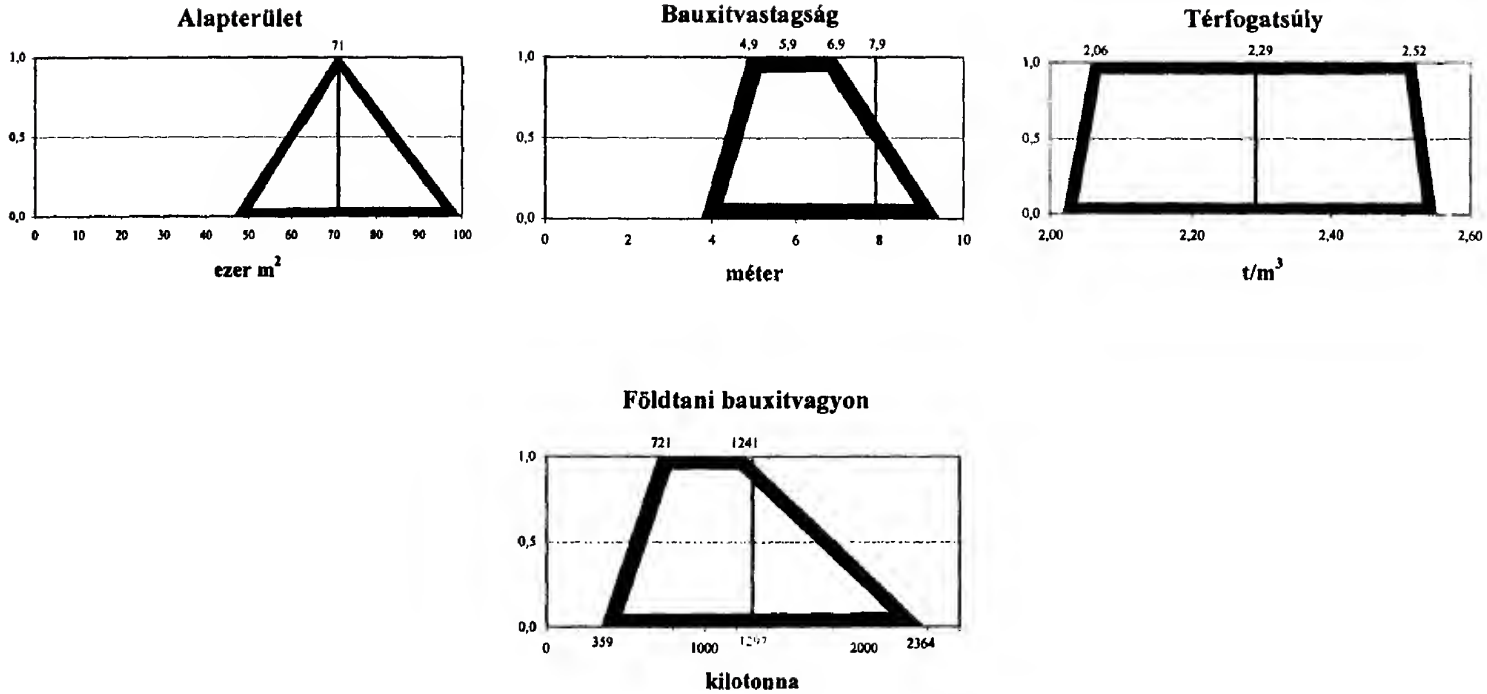 Alapterület
71
1,0
0,5
0,0
0 10 20 30 40 50 60 70 80 90 100
ezer m²
Bauxitvastagság
4,9 5,9 6,9 7,9
1,0
0,5
0,0
0 2 4 6 8 10
méter
Térfogatsúly
2,06 2,29 2,52
1,0
0,5
0,0
2,00 2,20 2,40 2,60
t/m³
Földtani bauxitvagyon
721 1241
1,0
0,5
0,0
0 359 1000 1297 2000 2364
kilotonna